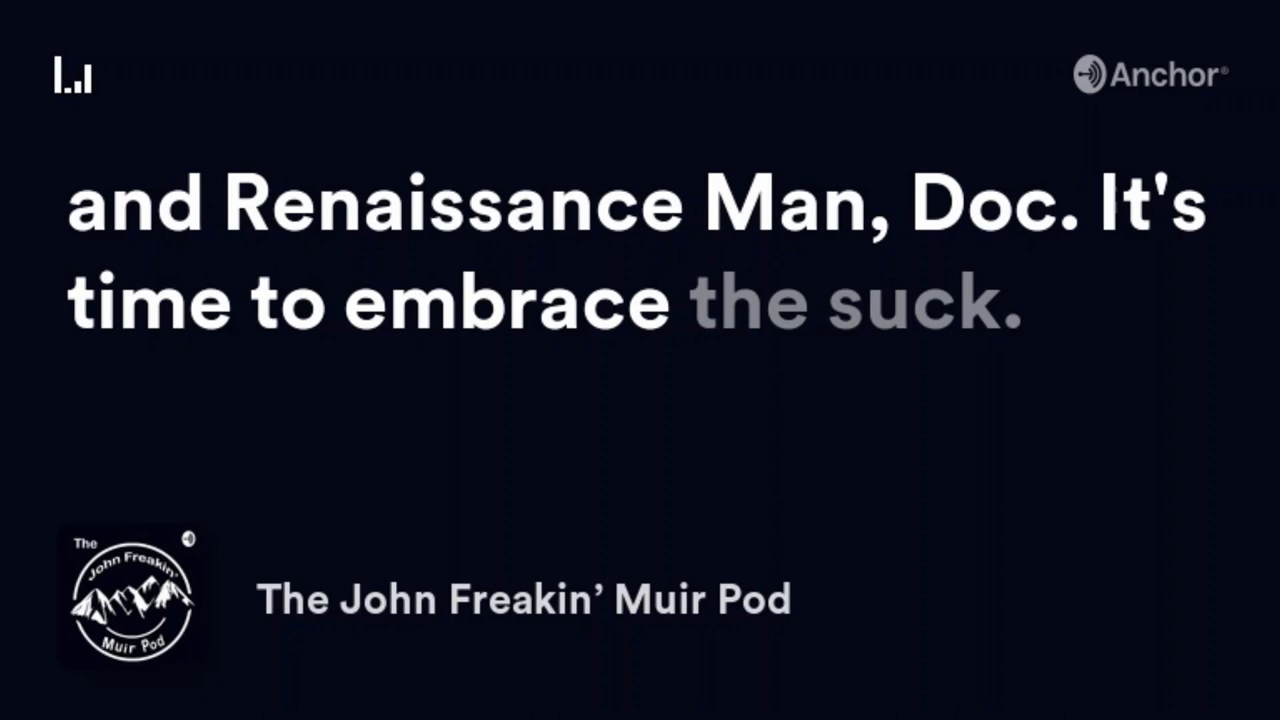 Anchor®
and Renaissance Man, Doc. It's
time to embrace the suck.
The
John Freakin'
Muir Pod
The John Freakin’ Muir Pod